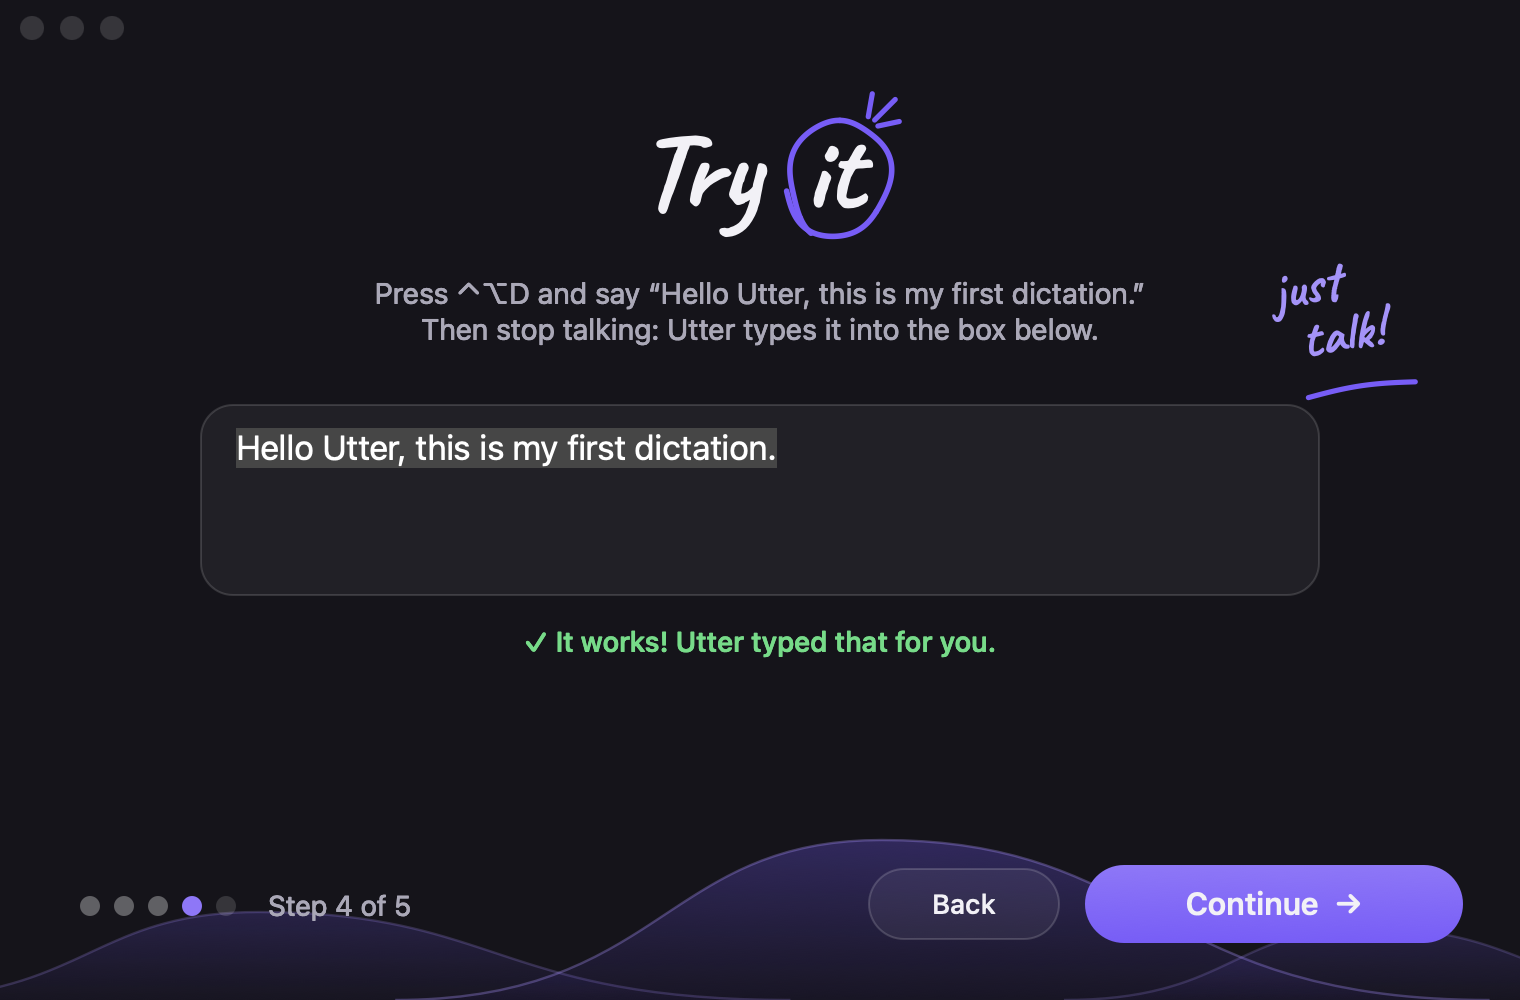 Try it
Press ⌃⌥D and say “Hello Utter, this is my first dictation.”
Then stop talking: Utter types it into the box below.
just
talk!
Hello Utter, this is my first dictation.
✓ It works! Utter typed that for you.
Step 4 of 5
Back
Continue →